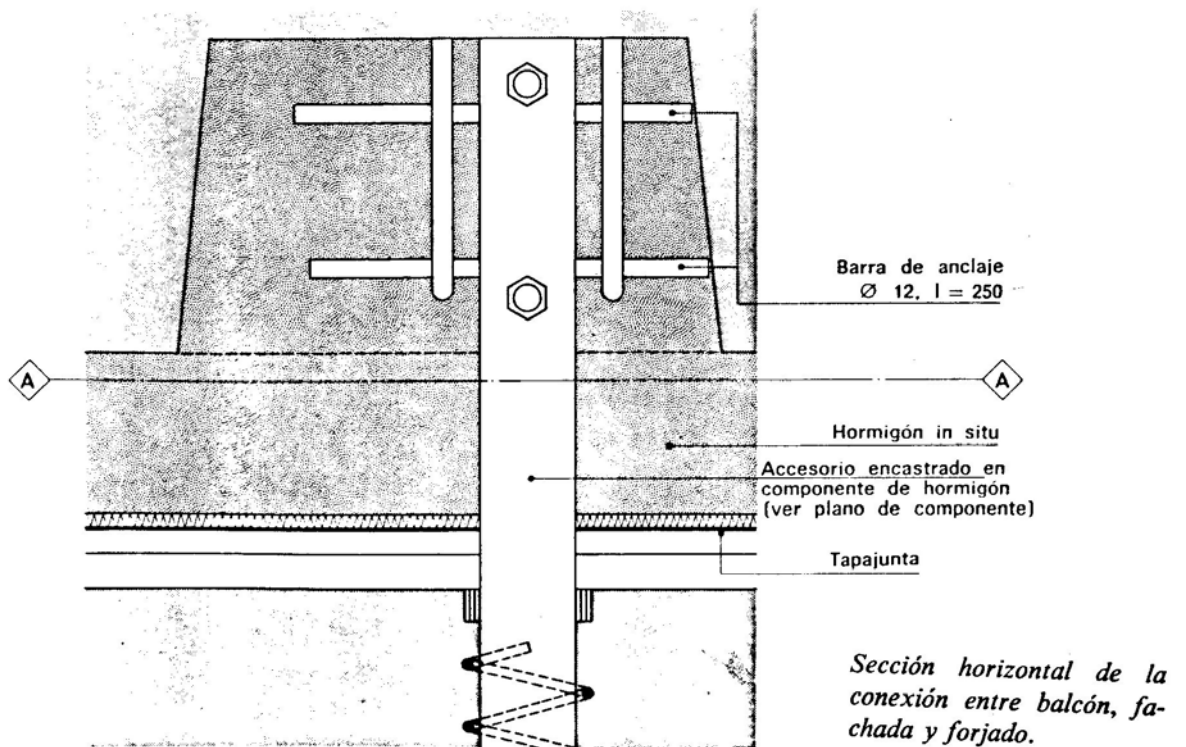 Barra de anclaje
Ø 12, l = 250
A
A
Hormigón in situ
Accesorio encastrado en
componente de hormigón
(ver plano de componente)
Tapajunta
Sección horizontal de la
conexión entre balcón, fa-
chada y forjado.